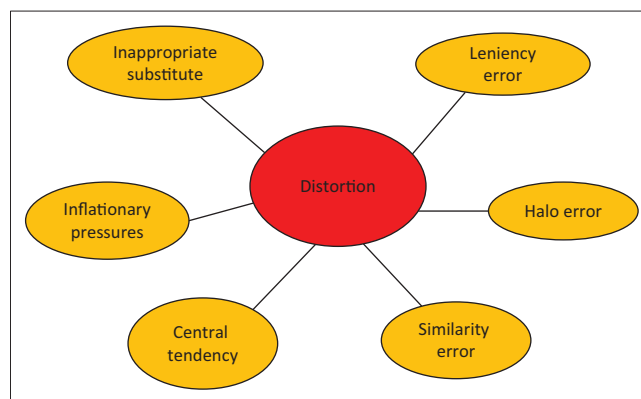 Inappropriate
substitute
Leniency
error
Distortion
Inflationary
pressures
Halo error
Central
tendency
Similarity
error